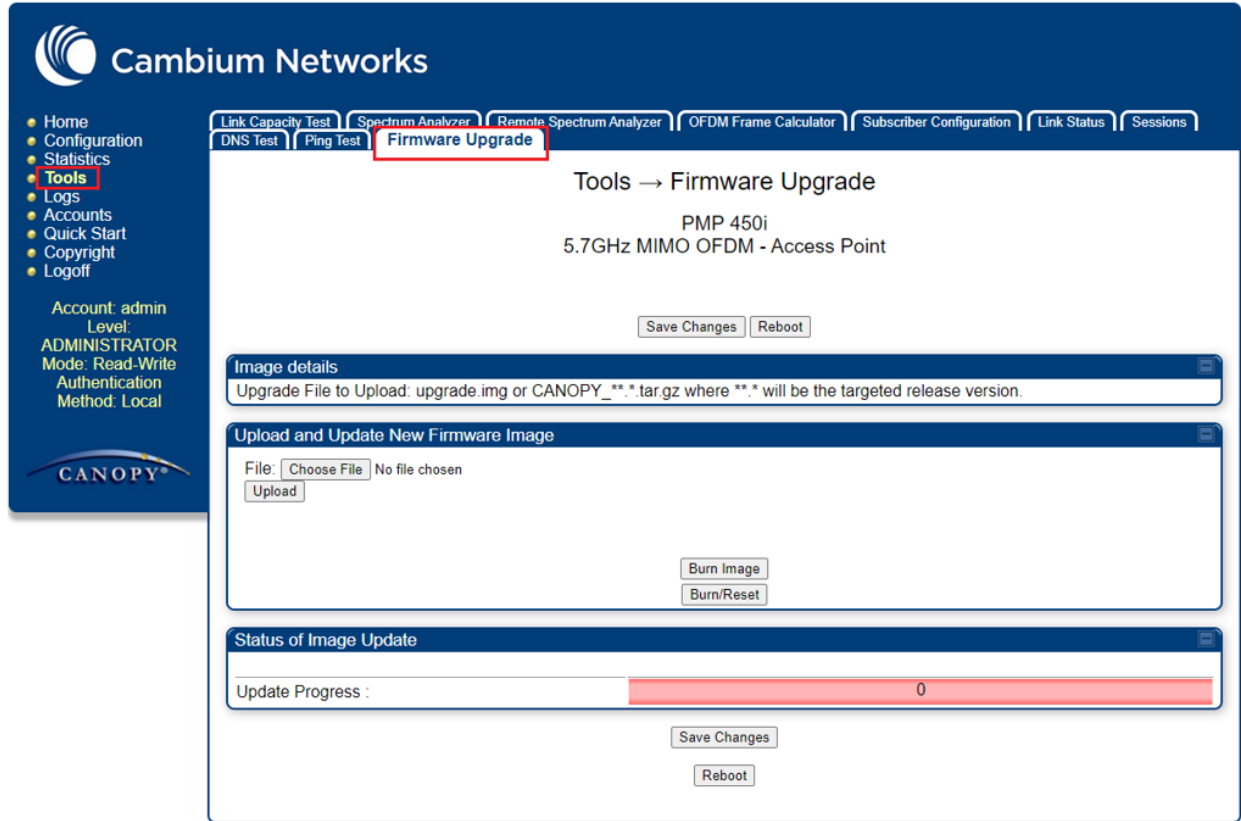 Cambium Networks
Home
Configuration
Statistics
Tools
Logs
Accounts
Quick Start
Copyright
Logoff
Account: admin
Level:
ADMINISTRATOR
Mode: Read-Write
Authentication
Method: Local
CANOPY®
Link Capacity Test Spectrum Analyzer Remote Spectrum Analyzer OFDM Frame Calculator Subscriber Configuration Link Status Sessions
DNS Test Ping Test Firmware Upgrade
Tools → Firmware Upgrade
PMP 450i
5.7GHz MIMO OFDM - Access Point
Save Changes Reboot
Image details
Upgrade File to Upload: upgrade.img or CANOPY_**.*.tar.gz where **.* will be the targeted release version.
Upload and Update New Firmware Image
File: Choose File No file chosen
Upload
Burn Image
Burn/Reset
Status of Image Update
Update Progress : 0
Save Changes
Reboot